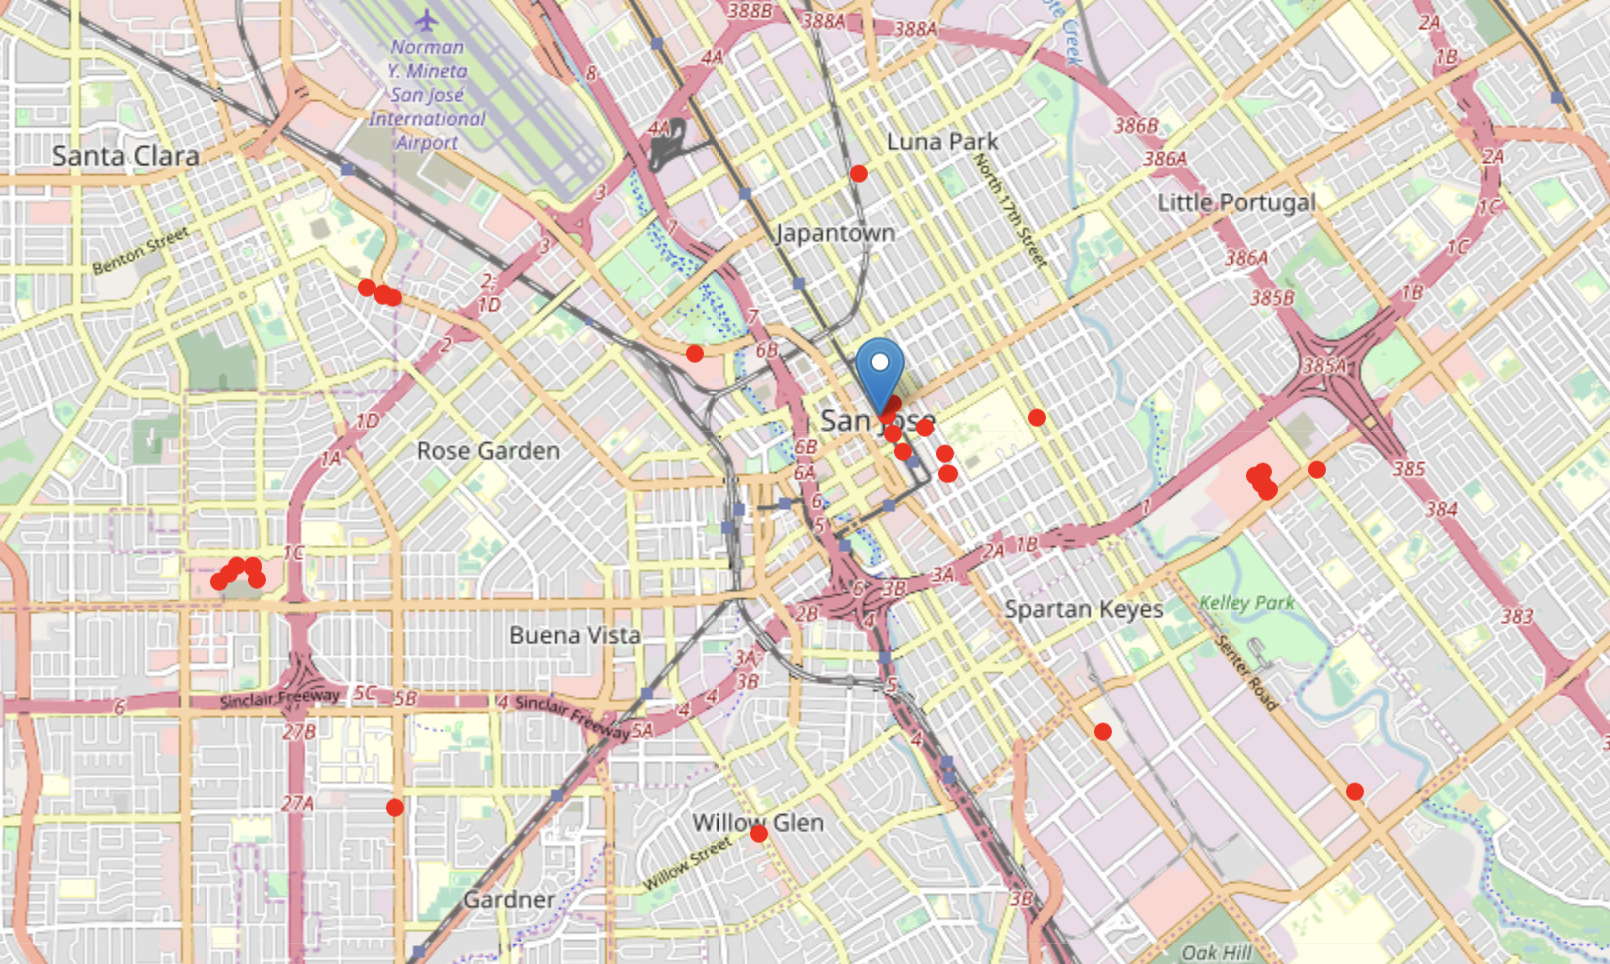 388B
388A
388A
2A
1B
Norman
Y. Mineta
San José
International
Airport
8
4A
4A
386B
Luna Park
386A
2A
Santa Clara
North 17th Street
3
Little Portugal
1C
7
Japantown
Benton Street
3
386A
1C
2;
1D
385B
1B
7
2
6B
385A
1D
San Jose
Rose Garden
1A
6B
6A
385
6
1
384
5
1C
2A
1B
3A
6
3B
2B
4
Kelley Park
Spartan Keyes
383
Buena Vista
3A
3B
Senter Road
6
Sinclair Freeway
5C
5B
4
Sinclair Freeway
5A
4
4
5
27B
4
27A
Willow Glen
Willow Street
Gardner
3B
Oak Hill